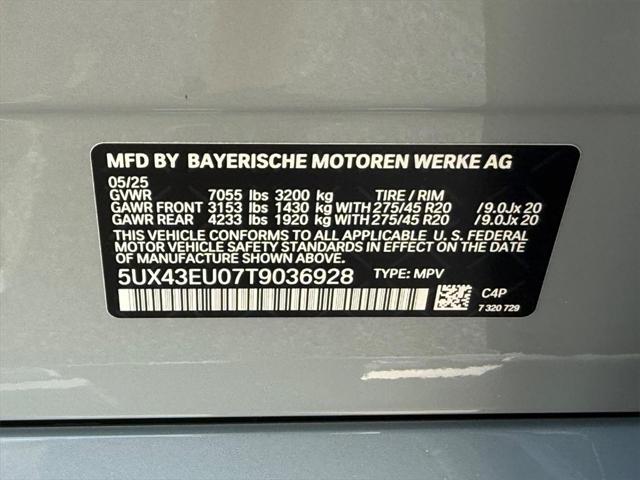 MFD BY BAYERISCHE MOTOREN WERKE AG
05/25
GVWR 7055 lbs 3200 kg TIRE / RIM
GAWR FRONT 3153 lbs 1430 kg WITH 275/45 R20 /9.0Jx 20
GAWR REAR 4233 lbs 1920 kg WITH 275/45 R20 /9.0Jx 20
THIS VEHICLE CONFORMS TO ALL APPLICABLE U. S. FEDERAL
MOTOR VEHICLE SAFETY STANDARDS IN EFFECT ON THE DATE
OF MANUFACTURE SHOWN ABOVE.
5UX43EU07T9036928 TYPE: MPV
C4P
7 320 729